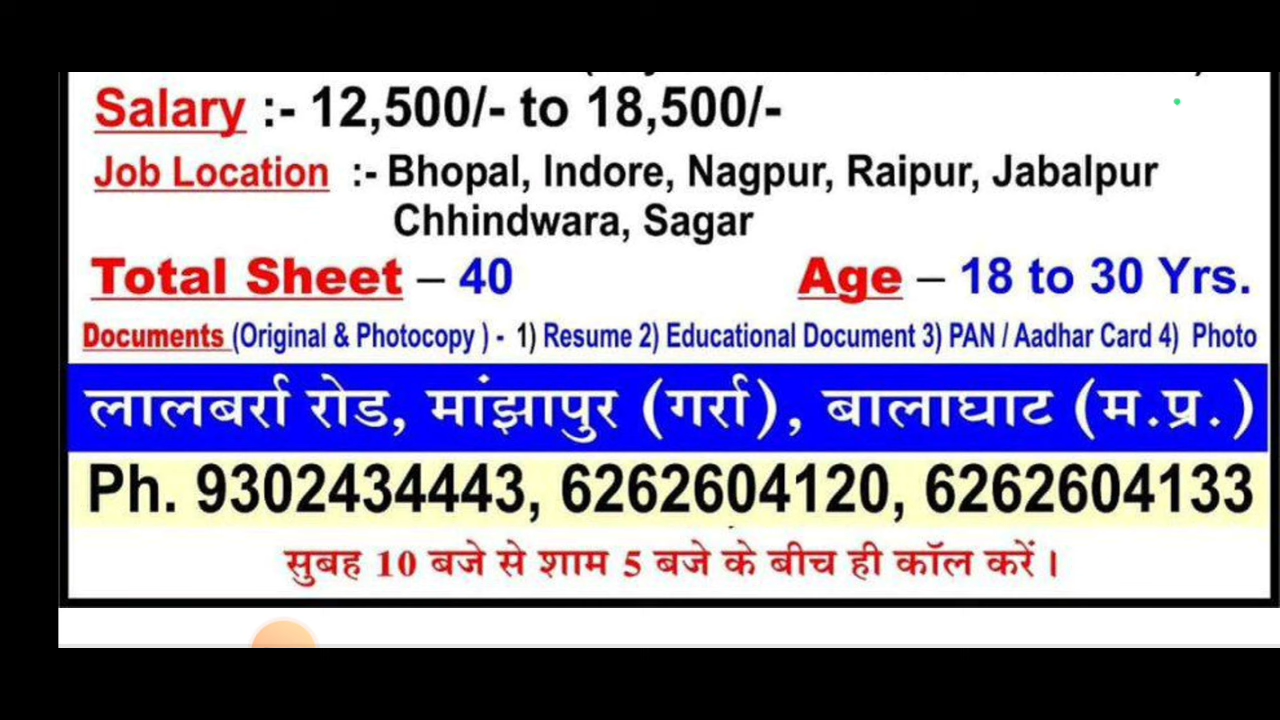 Salary :- 12,500/- to 18,500/-
Job Location :- Bhopal, Indore, Nagpur, Raipur, Jabalpur
Chhindwara, Sagar
Total Sheet – 40 Age – 18 to 30 Yrs.
Documents (Original & Photocopy ) - 1) Resume 2) Educational Document 3) PAN / Aadhar Card 4) Photo
लालबर्रा रोड, मांझापुर (गर्रा), बालाघाट (म.प्र.)
Ph. 9302434443, 6262604120, 6262604133
सुबह 10 बजे से शाम 5 बजे के बीच ही कॉल करें ।